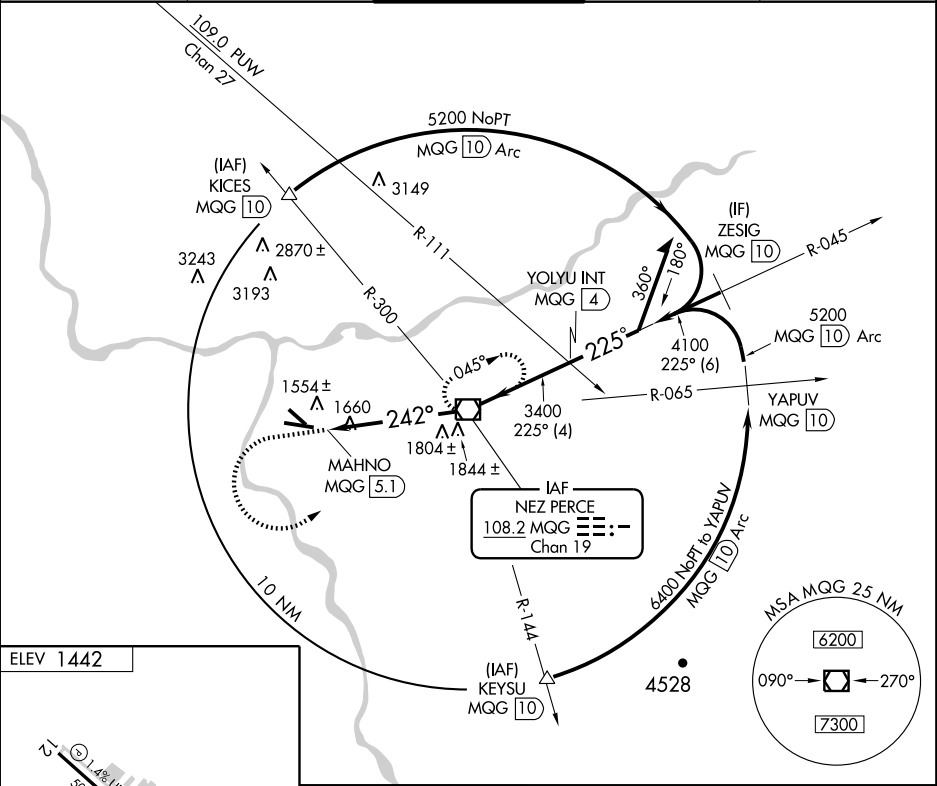 109.0 PUW
Chan 27
5200 NoPT
MQG 10 Arc
(IAF)
KICES
MQG 10
3149
(IF)
ZESIG
MQG 10
R-045
R-111
2870 ±
3243
3193
YOLYU INT
MQG 4
360°
180°
R-300
225°
4100
225° (6)
5200
MQG 10 Arc
045°
R-065
YAPUV
MQG 10
1554 ±
1660
242°
3400
225° (4)
1804 ±
1844 ±
MAHNO
MQG 5.1
IAF
NEZ PERCE
108.2 MQG
Chan 19
6400 NoPT to YAPUV
MQG 10 Arc
10 NM
R-144
MSA MQG 25 NM
6200
090°
270°
7300
ELEV 1442
(IAF)
KEYSU
MQG 10
4528
12
P
1.4%